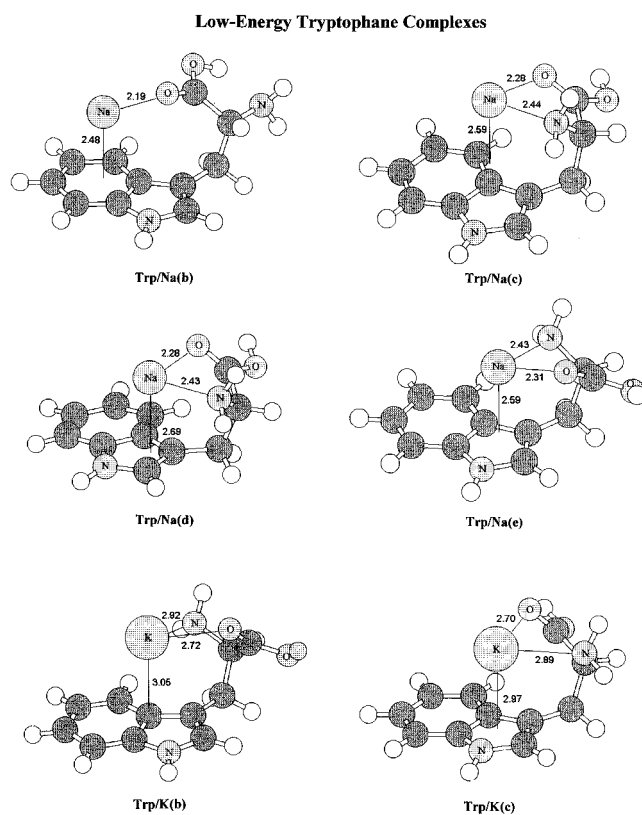 Low-Energy Tryptophane Complexes
O
2.19
O
Na
N
2.48
N
Trp/Na(b)
2.28
O
Na
2.44
O
N
2.59
N
Trp/Na(c)
2.28
O
Na
2.43
N
2.69
N
Trp/Na(d)
2.43
N
Na
2.31
O
O
2.59
N
Trp/Na(e)
2.92
N
O
K
2.72
O
3.05
N
Trp/K(b)
2.70
O
K
N
2.89
2.97
N
Trp/K(c)